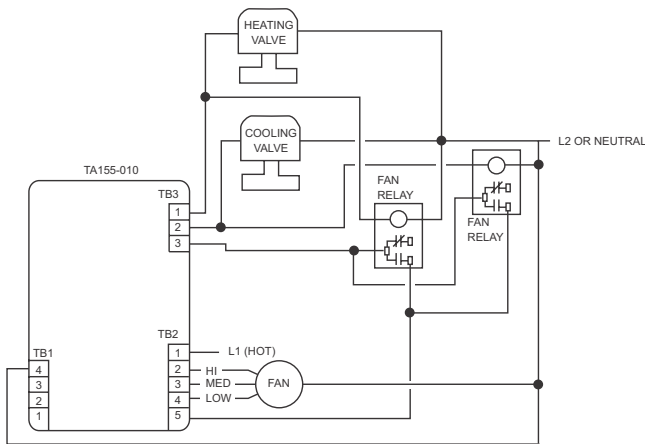 HEATING
VALVE
COOLING
VALVE
L2 OR NEUTRAL
TA155-010
TB3
1
2
3
FAN
RELAY
FAN
RELAY
TB2
1
L1 (HOT)
2
HI
3
MED
4
LOW
5
FAN
TB1
4
3
2
1